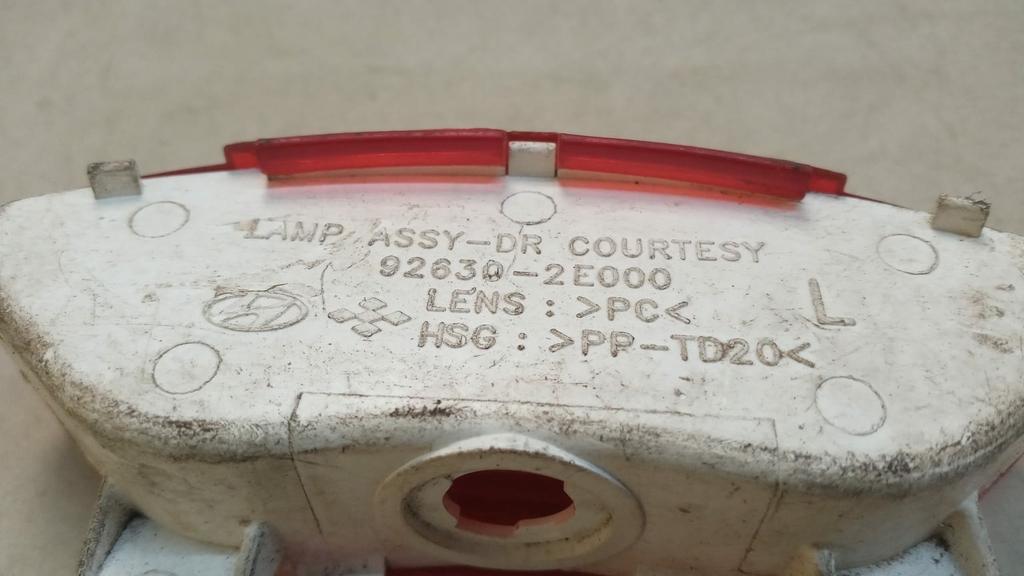 LAMP ASSY-DR COURTESY
92630-2E000
LENS : >PC<
L
HSG : >PP-TD20<